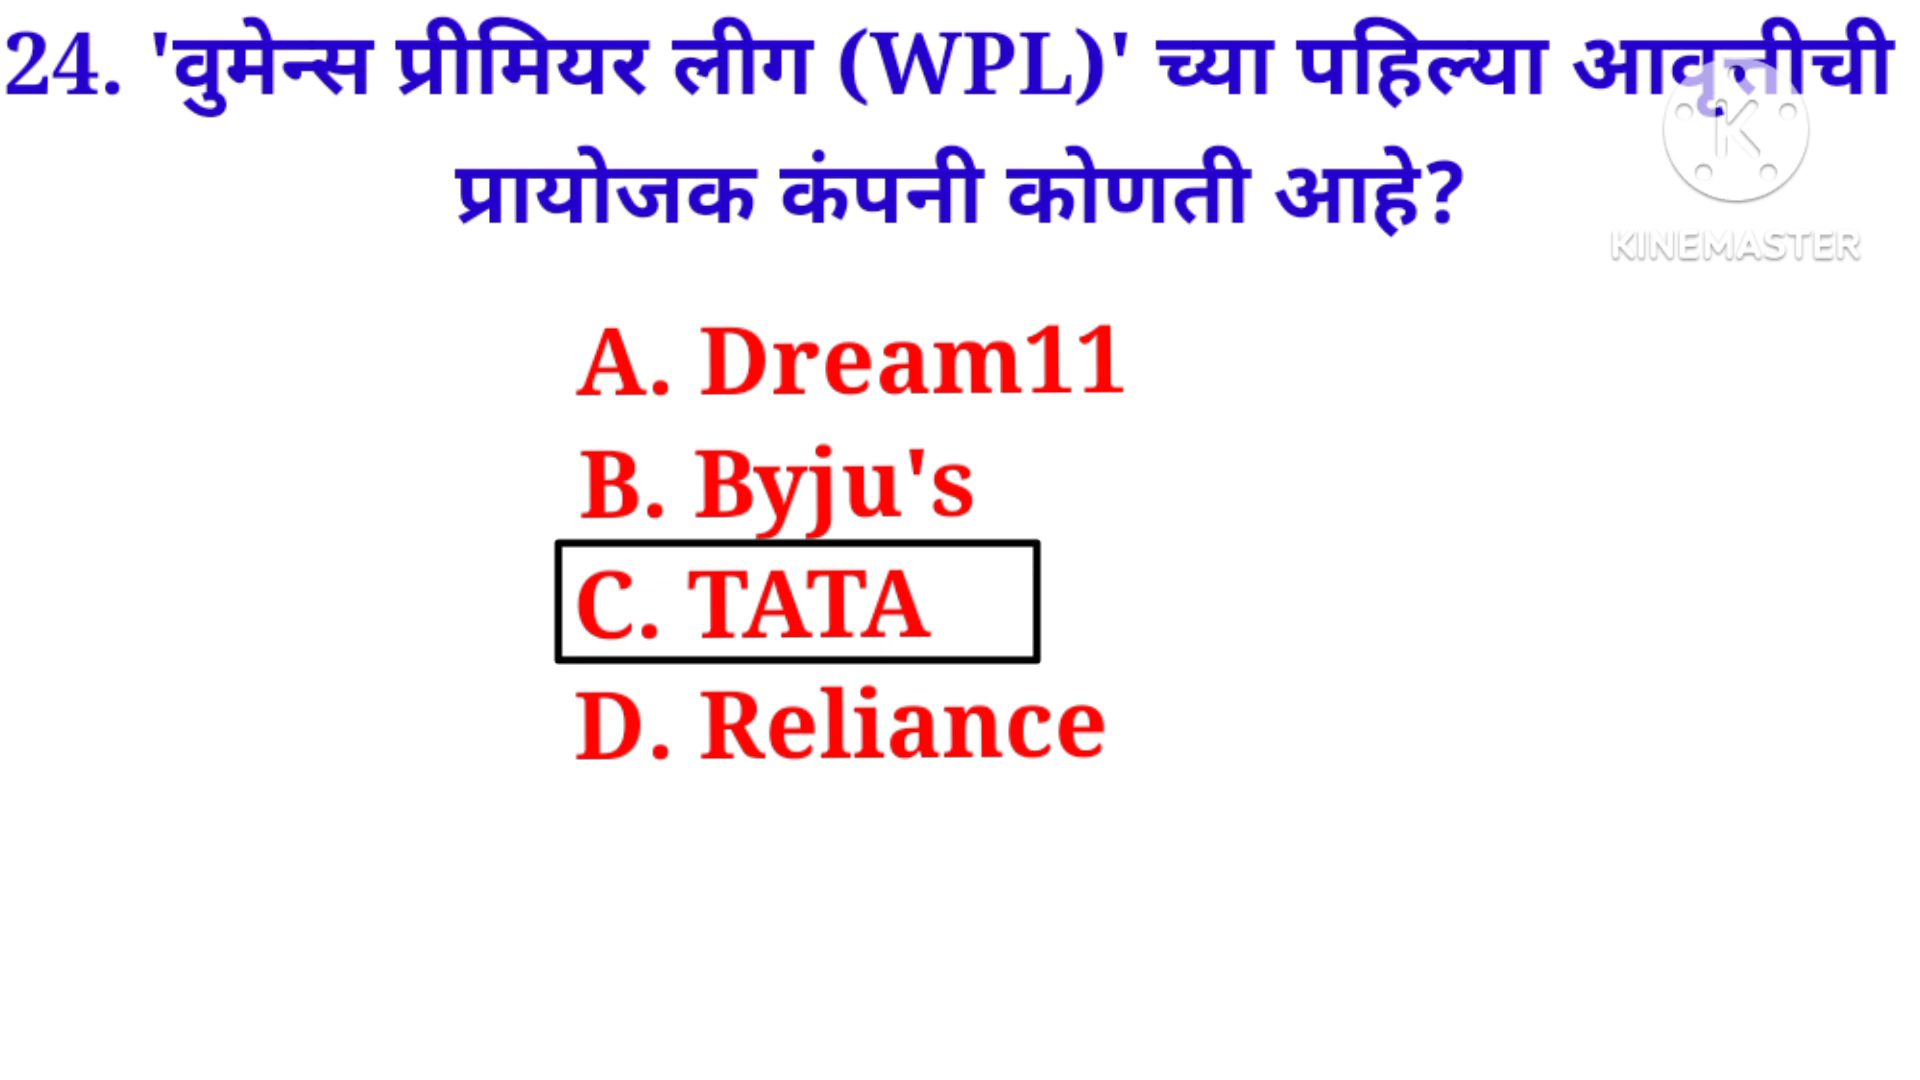 24. 'वुमेन्स प्रीमियर लीग (WPL)' च्या पहिल्या आवृत्तीची
प्रायोजक कंपनी कोणती आहे?
KINEMASTER
A. Dream11
B. Byju's
C. TATA
D. Reliance